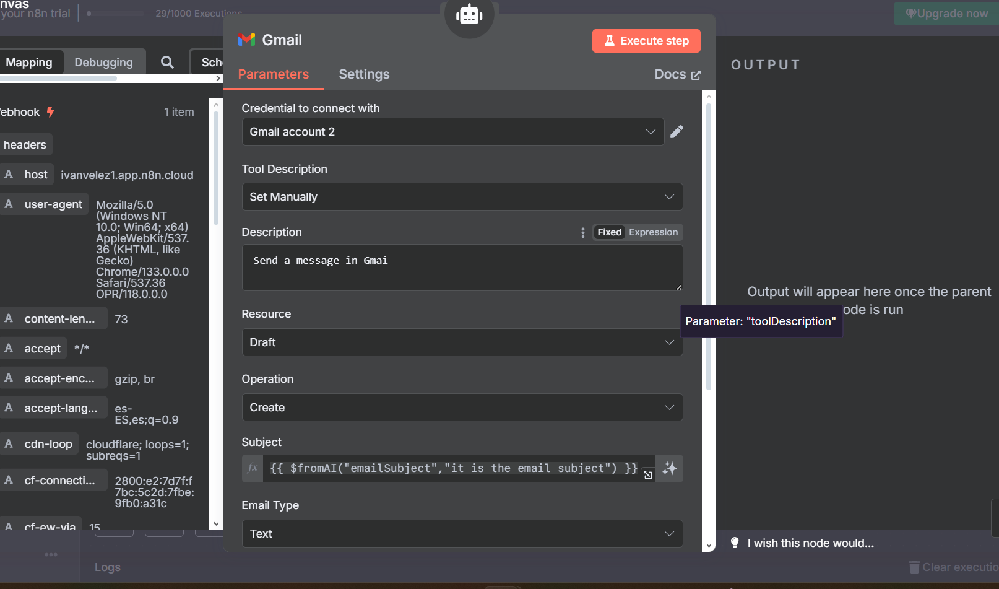 nvas
your n8n trial
29/1000 Executions
Upgrade now
Mapping
Debugging
Sch
ebhook
1 item
headers
A host ivanvelez1.app.n8n.cloud
A user-agent Mozilla/5.0
(Windows NT
10.0; Win64; x64)
AppleWebKit/537.
36 (KHTML, like
Gecko)
Chrome/133.0.0.0
Safari/537.36
OPR/118.0.0.0
A content-len... 73
A accept */*
A accept-enc... gzip, br
A accept-lang... es-
ES,es;q=0.9
A cdn-loop cloudflare; loops=1;
subreqs=1
A cf-connecti... 2800:e2:7d7f:f
7bc:5c2d:7fbe:
9fb0:a31c
A cf-ew-via 15
Gmail
Execute step
Parameters
Settings
Docs
Credential to connect with
Gmail account 2
Tool Description
Set Manually
Description
Fixed Expression
Send a message in Gmai
Resource
Draft
Operation
Create
Subject
fx {{ $fromAI("emailSubject","it is the email subject") }}
Email Type
Text
OUTPUT
Output will appear here once the parent
ode is run
Parameter: "toolDescription"
I wish this node would...
Logs
Clear executio